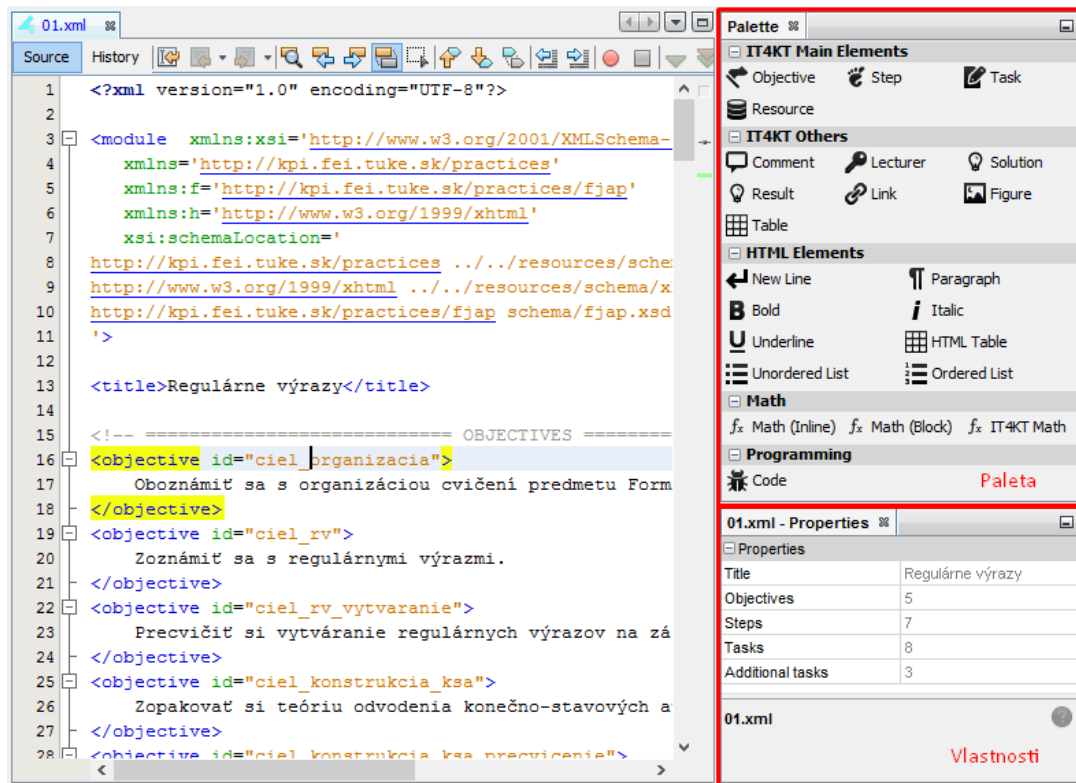 01.xml
Source History
1 <?xml version="1.0" encoding="UTF-8"?>
2
3 <module  xmlns:xsi='http://www.w3.org/2001/XMLSchema-
4 xmlns='http://kpi.fei.tuke.sk/practices'
5 xmlns:f='http://kpi.fei.tuke.sk/practices/fjap'
6 xmlns:h='http://www.w3.org/1999/xhtml'
7 xsi:schemaLocation='
8 http://kpi.fei.tuke.sk/practices ../../resources/sche
9 http://www.w3.org/1999/xhtml ../../resources/schema/x
10 http://kpi.fei.tuke.sk/practices/fjap schema/fjap.xsd
11 '>
12
13 <title>Regulárne výrazy</title>
14
15 <!-- =========================== OBJECTIVES =========
16 <objective id="ciel_organizacia">
17 Oboznámiť sa s organizáciou cvičení predmetu Form
18 </objective>
19 <objective id="ciel_rv">
20 Zoznámiť sa s regulárnymi výrazmi.
21 </objective>
22 <objective id="ciel_rv_vytvaranie">
23 Precvičiť si vytváranie regulárnych výrazov na zá
24 </objective>
25 <objective id="ciel_konstrukcia_ksa">
26 Zopakovať si teóriu odvodenia konečno-stavových a
27 </objective>
28 <objective id="ciel_konstrukcia_ksa_precvicenie">
Palette
IT4KT Main Elements
Objective Step Task
Resource
IT4KT Others
Comment Lecturer Solution
Result Link Figure
Table
HTML Elements
New Line Paragraph
Bold Italic
Underline HTML Table
Unordered List Ordered List
Math
Math (Inline) Math (Block) IT4KT Math
Programming
Code Paleta
01.xml - Properties
Properties
Title Regulárne výrazy
Objectives 5
Steps 7
Tasks 8
Additional tasks 3
01.xml
Vlastnosti